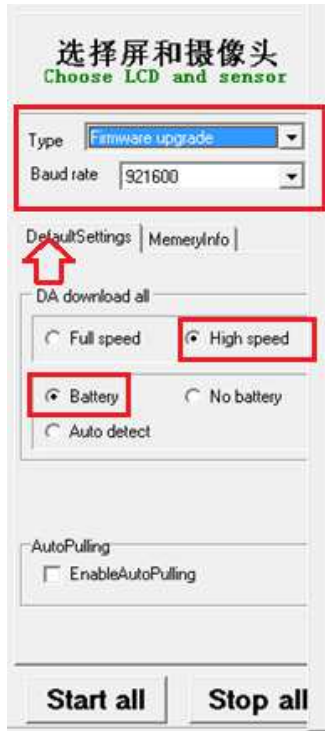 选择屏和摄像头
Choose LCD and sensor
Type Firmware upgrade
Baud rate 921600
DefaultSettings MemeryInfo
DA download all
Full speed High speed
Battery No battery
Auto detect
AutoPulling
EnableAutoPulling
Start all Stop all